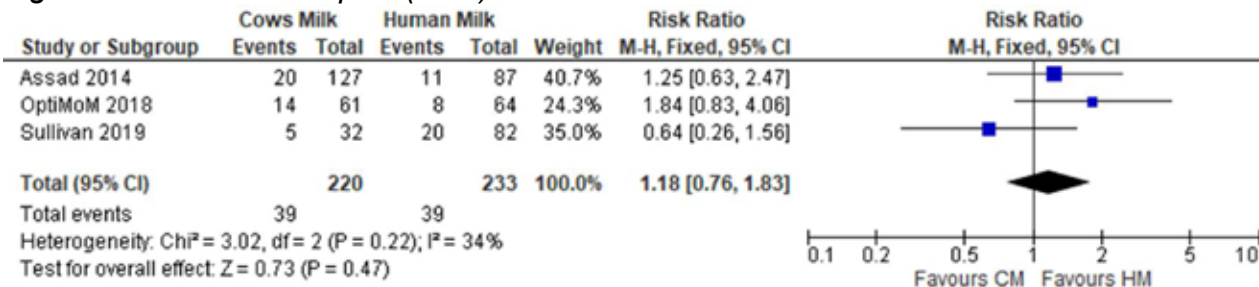 Cows Milk Human Milk Risk Ratio Risk Ratio
Study or Subgroup Events Total Events Total Weight M-H, Fixed, 95% CI M-H, Fixed, 95% CI
Assad 2014 20 127 11 87 40.7% 1.25 [0.63, 2.47]
OptiMoM 2018 14 61 8 64 24.3% 1.84 [0.83, 4.06]
Sullivan 2019 5 32 20 82 35.0% 0.64 [0.26, 1.56]
Total (95% CI) 220 233 100.0% 1.18 [0.76, 1.83]
Total events 39 39
Heterogeneity: Chi² = 3.02, df = 2 (P = 0.22); I² = 34%
Test for overall effect: Z = 0.73 (P = 0.47)
0.1 0.2 0.5 1 2 5 10
Favours CM Favours HM